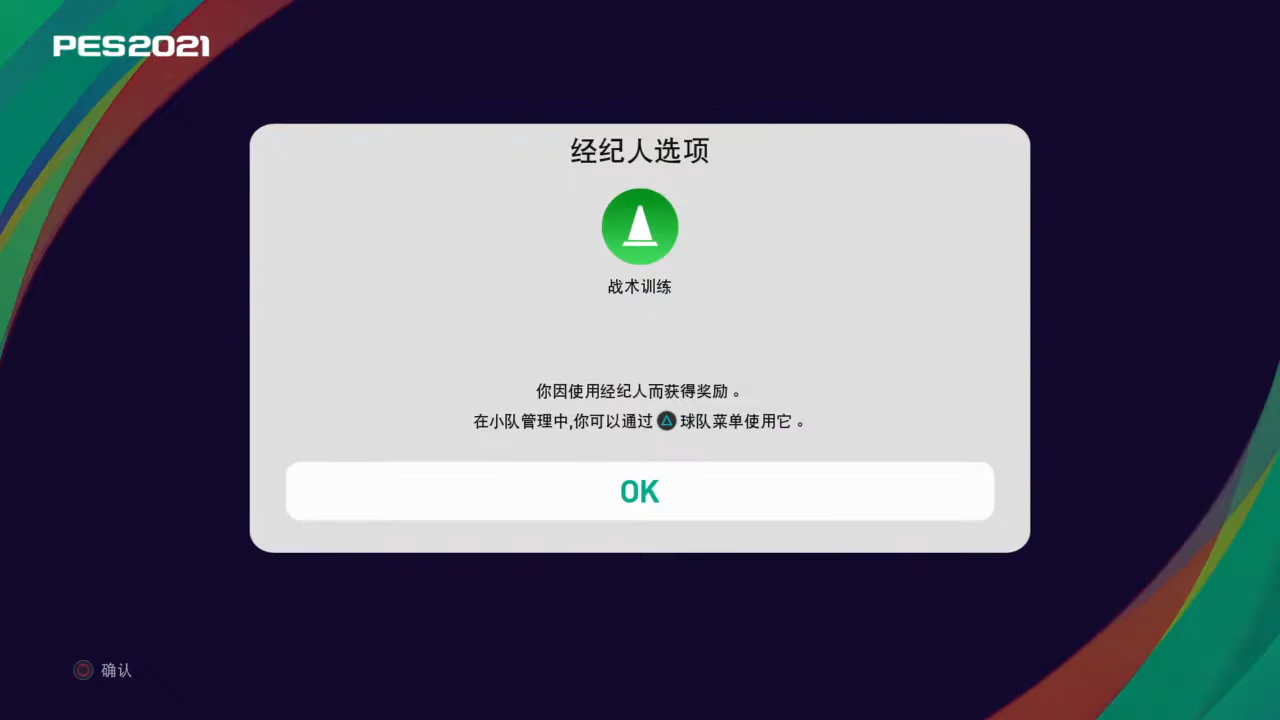 PES2021
经纪人选项
战术训练
你因使用经纪人而获得奖励。
在小队管理中,你可以通过球队菜单使用它。
OK
确认